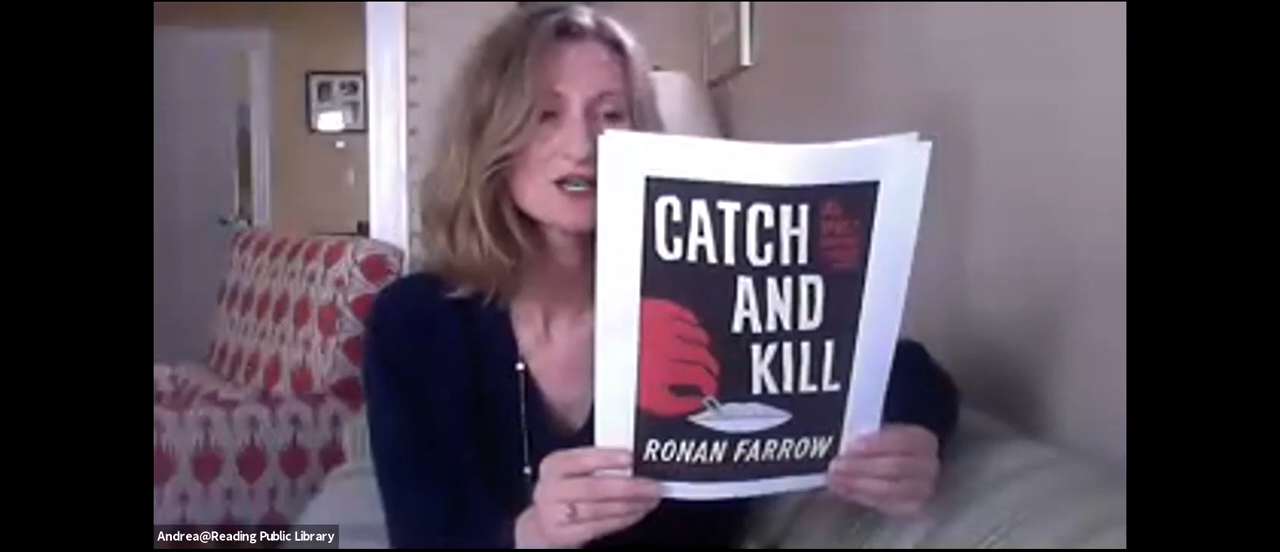 CATCH
AND
KILL
RONAN FARROW
Andrea@Reading Public Library